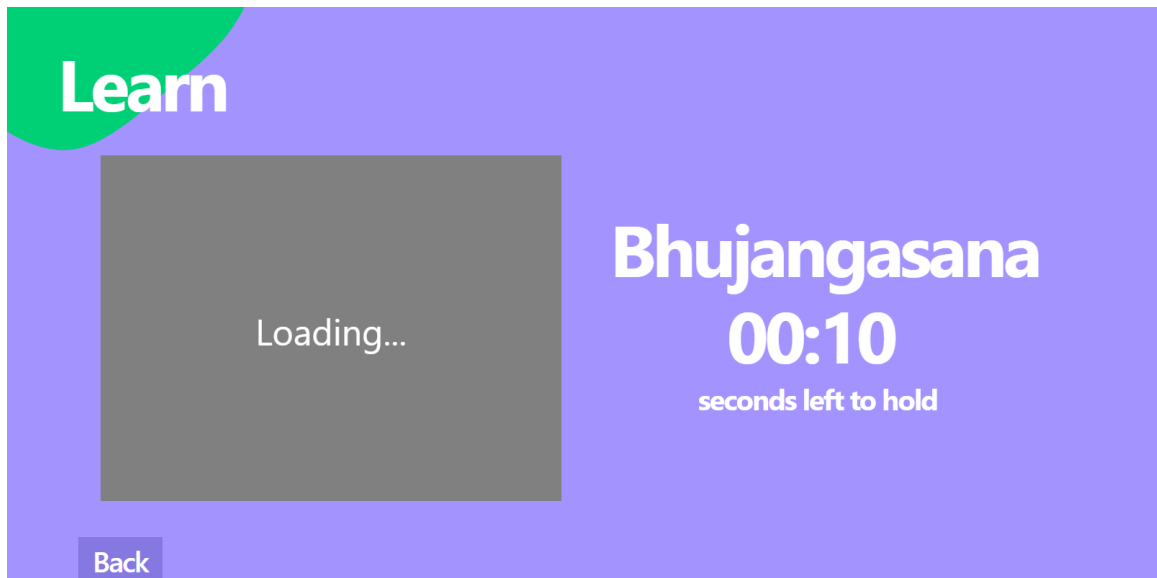 Learn
Loading...
Bhujangasana
00:10
seconds left to hold
Back